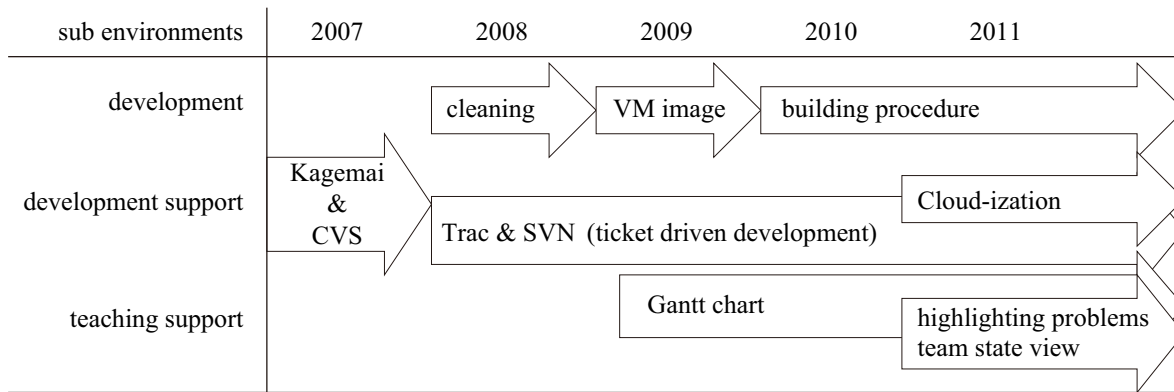 sub environments 2007 2008 2009 2010 2011
development cleaning VM image building procedure
development support Kagemai
&
CVS
Cloud-ization
Trac & SVN (ticket driven development)
teaching support Gantt chart
highlighting problems
team state view